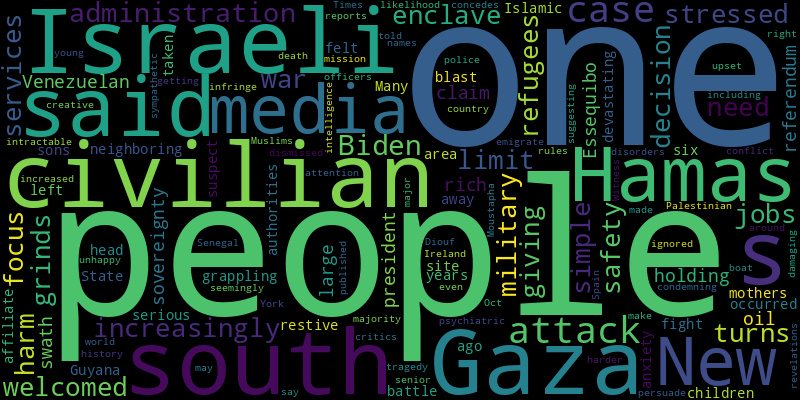 Times
likelihood
concedes
administration
reports
enclave
Islamic
case
stressed
services
Israeli
one
young
taken
felt
told
names
right
death
mission
police
upset
Venezuelan
war
Many
officers
blast
claim
refugees
decision
need
said
media
sympathetic
getting
infringe
intelligence
country
including
referendum
creative
suggesting
Essequibo
devastating
intractable
Muslims
dismissed
emigrate
rules
conflict
increased
sons
neighboring
suspect
Biden
attention
area
limit
disorders
six
civilian
Hamas
left
authorities
rich
away
Witness
made
Palestinian
around
people
focus
grinds
sovereignty
Senegal
large
published
president
major
Moustapha
military
giving
simple
safety
jobs
head
unhappy
State
Diouf
Ireland
site
years
even
ignored
holding
s
damaging
grappling
seemingly
Spain
condemning
boat
mothers
occurred
affiliate
harm
swath
serious
York
majority
Oct
psychiatric
make
oil
increasingly
restive
critics
ago
attack
fight
turns
world
history
south
Gaza
New
anxiety
harder
revelations
Guyana
may
tragedy
senior
welcomed
say
battle
persuade
children